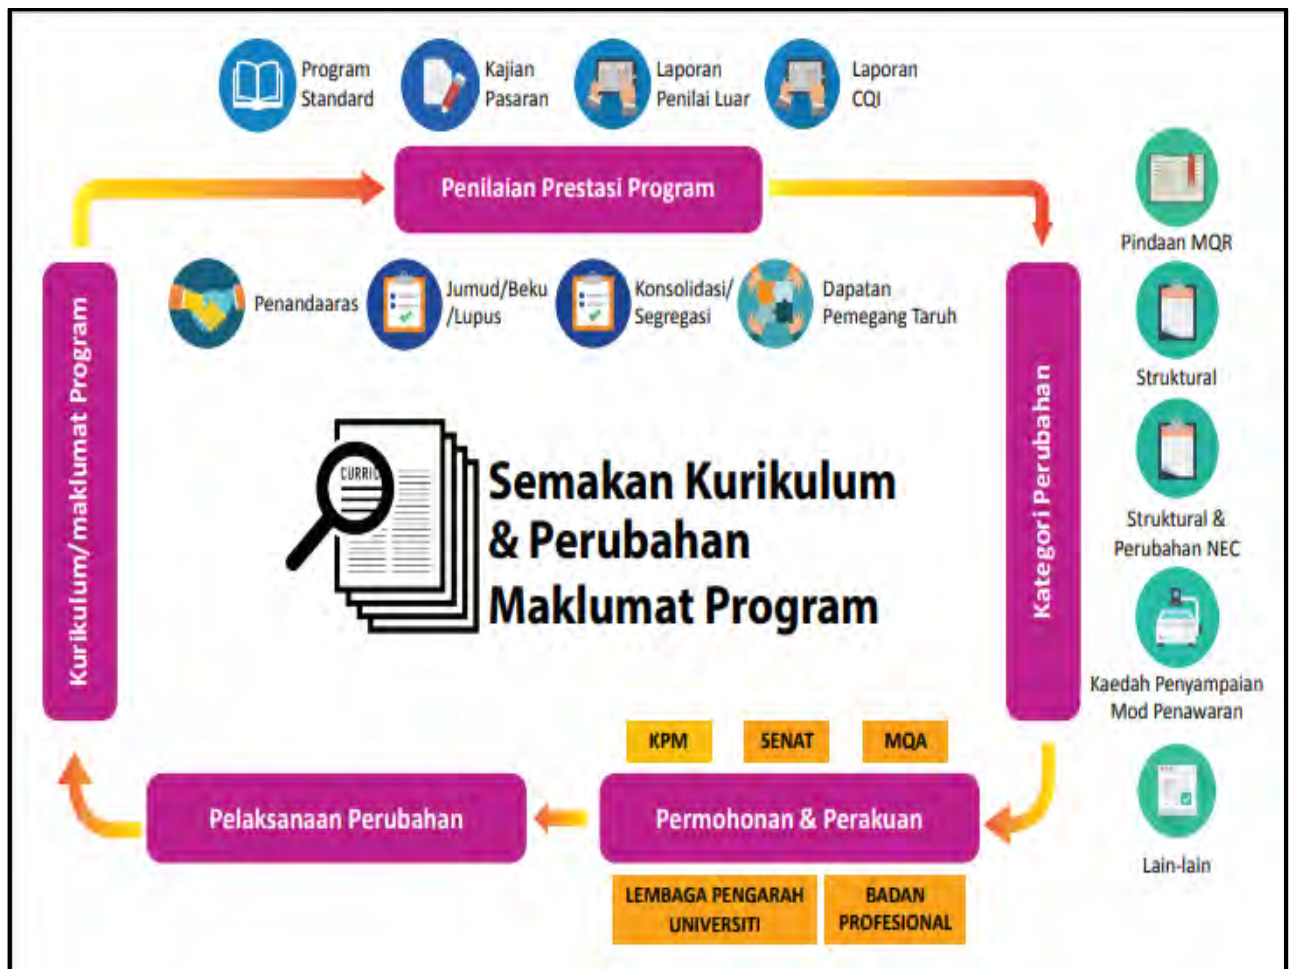 Program
Standard
Kajian
Pasaran
Laporan
Penilai Luar
Laporan
CQI
Penilaian Prestasi Program
Penandaaras
Jumud/Beku
/Lupus
Konsolidasi/
Segregasi
Dapatan
Pemegang Taruh
Kurikulum/maklumat Program
CURRIC
Semakan Kurikulum
& Perubahan
Maklumat Program
Kategori Perubahan
Pindaan MQR
Struktural
Struktural &
Perubahan NEC
Kaedah Penyampaian
Mod Penawaran
Lain-lain
KPM
SENAT
MQA
Pelaksanaan Perubahan
Permohonan & Perakuan
LEMBAGA PENGARAH
UNIVERSITI
BADAN
PROFESIONAL